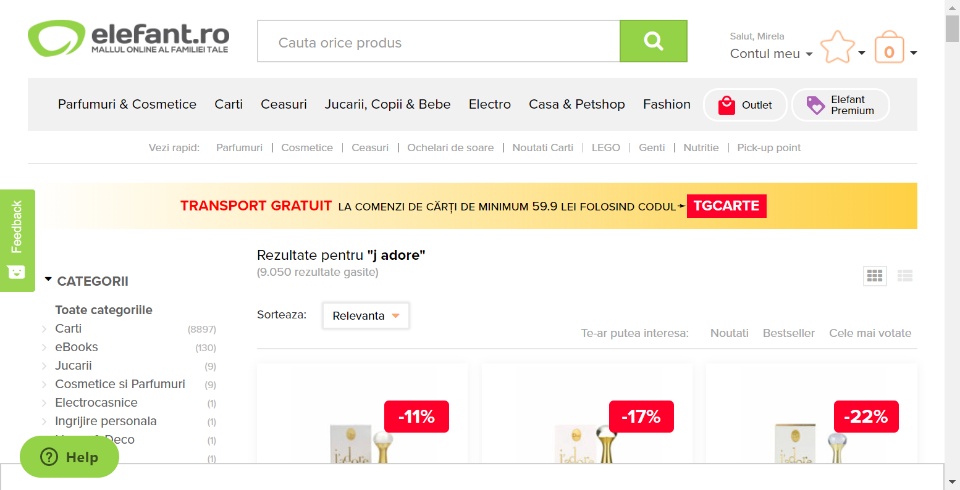 elefant.ro
MALLUL ONLINE AL FAMILIEI TALE
Cauta orice produs
Salut, Mirela
Contul meu
0
Parfumuri & Cosmetice Carti Ceasuri Jucarii, Copii & Bebe Electro Casa & Petshop Fashion Outlet Elefant Premium
Vezi rapid: Parfumuri | Cosmetice | Ceasuri | Ochelari de soare | Noutati Carti | LEGO | Genti | Nutritie | Pick-up point
TRANSPORT GRATUIT LA COMENZI DE CĂRȚI DE MINIMUM 59.9 LEI FOLOSIND CODUL TGCARTE
Feedback
Rezultate pentru "j adore"
(9.050 rezultate gasite)
CATEGORII
Toate categoriile
Carti (8897)
eBooks (130)
Jucarii (9)
Cosmetice si Parfumuri (9)
Electrocasnice (1)
Ingrijire personala (1)
Deco (1)
(1)
Help
Sorteaza: Relevanta
Te-ar putea interesa: Noutati Bestseller Cele mai votate
-11% -17% -22%
j'adore j'adore j'adore